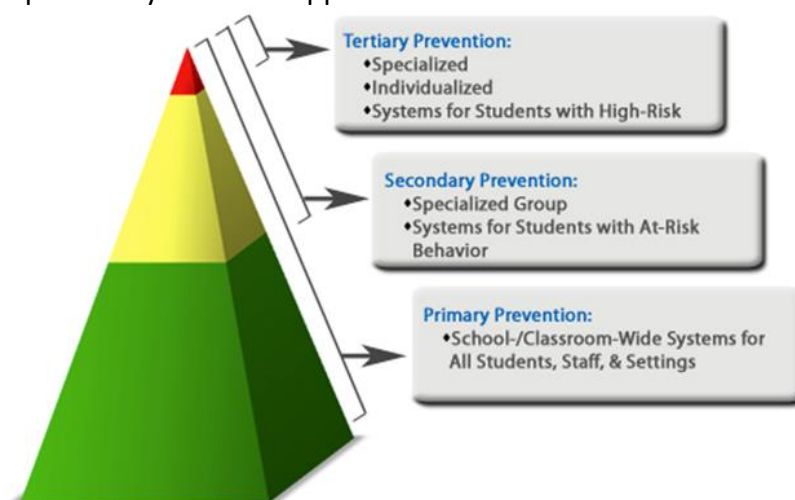 Tertiary Prevention:
♦Specialized
♦Individualized
♦Systems for Students with High-Risk
Secondary Prevention:
♦Specialized Group
♦Systems for Students with At-Risk
Behavior
Primary Prevention:
♦School-/Classroom-Wide Systems for
All Students, Staff, & Settings